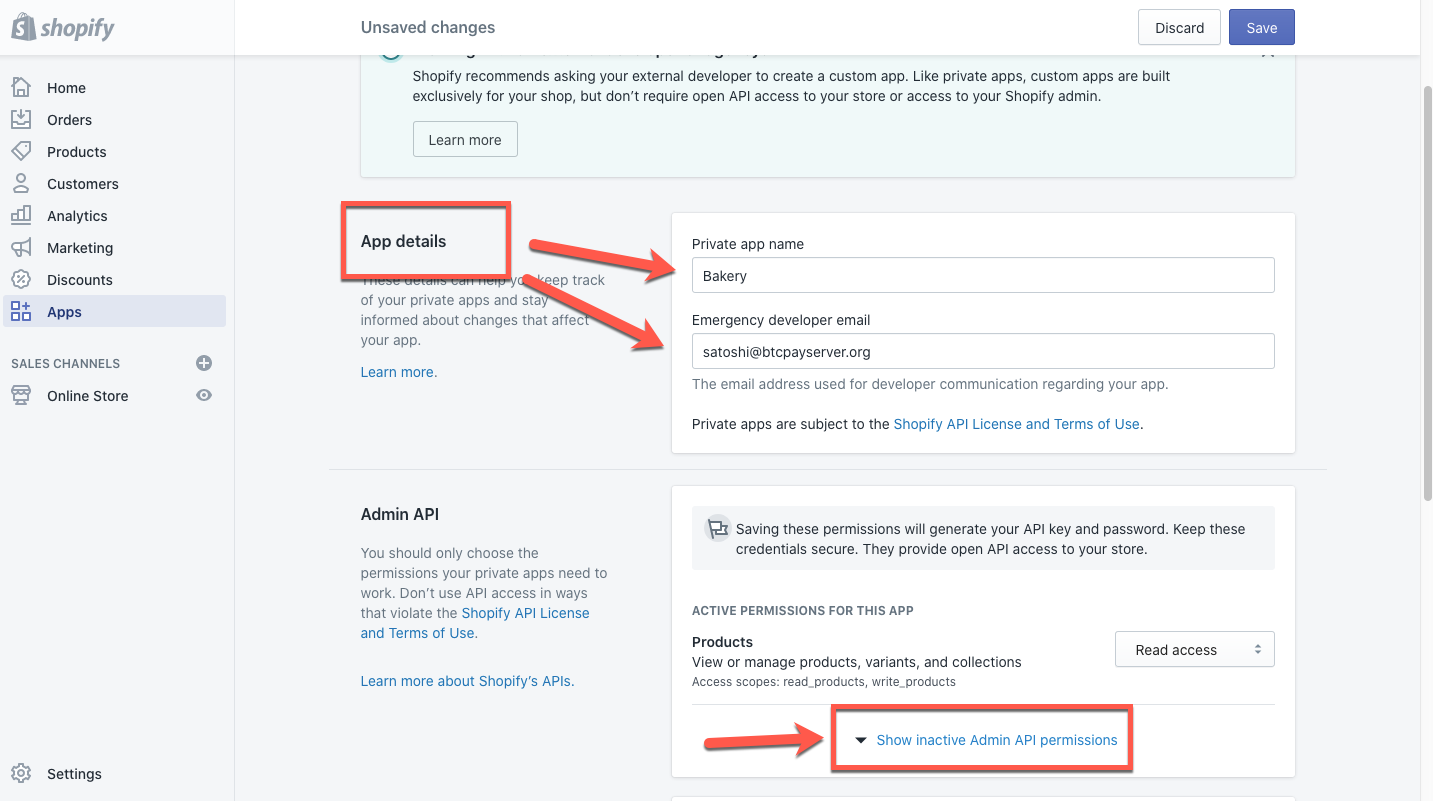 shopify
Unsaved changes
Discard
Save
Home
Orders
Products
Customers
Analytics
Marketing
Discounts
Apps
SALES CHANNELS
Online Store
Settings
Shopify recommends asking your external developer to create a custom app. Like private apps, custom apps are built
exclusively for your shop, but don’t require open API access to your store or access to your Shopify admin.
Learn more
App details
These details can help you keep track
of your private apps and stay
informed about changes that affect
your app.
Learn more.
Private app name
Bakery
Emergency developer email
satoshi@btcpayserver.org
The email address used for developer communication regarding your app.
Private apps are subject to the Shopify API License and Terms of Use.
Admin API
You should only choose the
permissions your private apps need to
work. Don’t use API access in ways
that violate the Shopify API License
and Terms of Use.
Learn more about Shopify’s APIs.
Saving these permissions will generate your API key and password. Keep these
credentials secure. They provide open API access to your store.
ACTIVE PERMISSIONS FOR THIS APP
Products
View or manage products, variants, and collections
Access scopes: read_products, write_products
Read access
Show inactive Admin API permissions